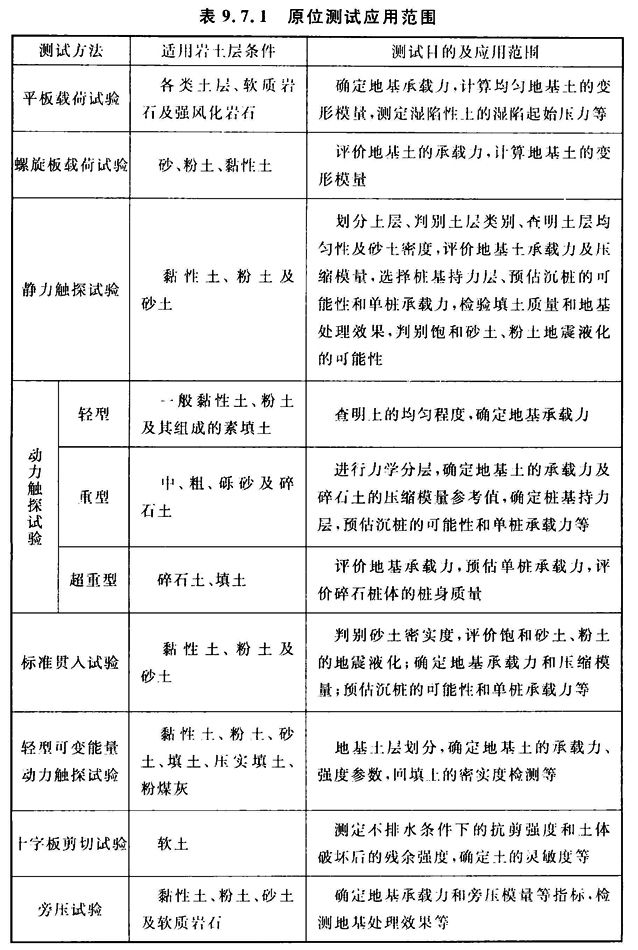 表 9.7.1 原位测试应用范围
测试方法 适用岩土层条件 测试目的及应用范围
平板载荷试验
各类土层、软质岩
石及强风化岩石
确定地基承载力,计算均匀地基土的变
形模量,测定湿陷性上的湿陷起始压力等
螺旋板载荷试验
砂、粉土、黏性土
评价地基土的承载力,计算地基土的变
形模量
静力触探试验
黏性土、粉土及
砂土
划分上层、判别土层类别、查明土层均
匀性及砂土密度,评价地基土承载力及压
缩模量,选择桩基持力层、预估沉桩的可
能性和单桩承载力,检验填土质量和地基
处理效果,判别饱和砂土、粉土地震液化
的可能性
动力触探试验
轻型
一般黏性土、粉土
及其组成的素填土
查明上的均匀程度,确定地基承载力
重型
中、粗、砾砂及碎
石土
进行力学分层,确定地基土的承载力及
碎石土的压缩模量参考值,确定桩基持力
层,预估沉桩的可能性和单桩承载力等
超重型
碎石土、填土
评价地基承载力,预估单桩承载力,评
价碎石桩体的桩身质量
标准贯入试验
黏性土、粉土及
砂土
判别砂土密实度,评价饱和砂土、粉土
的地震液化;确定地基承载力和压缩模
量;预估沉桩的可能性和单桩承载力等
轻型可变能量
动力触探试验
黏性土、粉土、砂
土、填土、压实填土、
粉煤灰
地基土层划分,确定地基土的承载力、
强度参数,回填上的密实度检测等
十字板剪切试验
软土
测定不排水条件下的抗剪强度和土体
破坏后的残余强度,确定土的灵敏度等
旁压试验
黏性土、粉土、砂土
及软质岩石
确定地基承载力和旁压模量等指标,检
测地基处理效果等